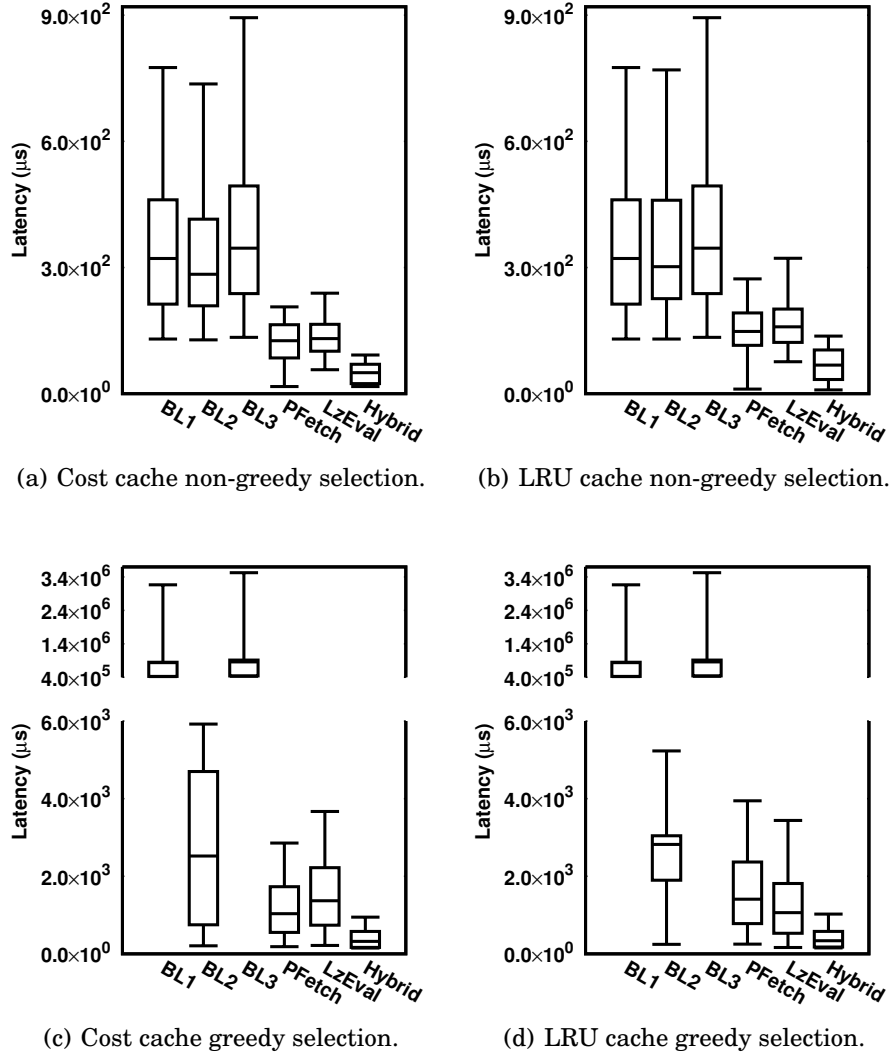 9.0×10²
6.0×10²
3.0×10²
0.0×10⁰
Latency (μs)
BL1 BL2 BL3 PFetch LzEval Hybrid
(a) Cost cache non-greedy selection.
9.0×10²
6.0×10²
3.0×10²
0.0×10⁰
Latency (μs)
BL1 BL2 BL3 PFetch LzEval Hybrid
(b) LRU cache non-greedy selection.
3.4×10⁶
2.4×10⁶
1.4×10⁶
4.0×10⁵
6.0×10³
4.0×10³
2.0×10³
0.0×10⁰
Latency (μs)
BL1 BL2 BL3 PFetch LzEval Hybrid
(c) Cost cache greedy selection.
3.4×10⁶
2.4×10⁶
1.4×10⁶
4.0×10⁵
6.0×10³
4.0×10³
2.0×10³
0.0×10⁰
Latency (μs)
BL1 BL2 BL3 PFetch LzEval Hybrid
(d) LRU cache greedy selection.